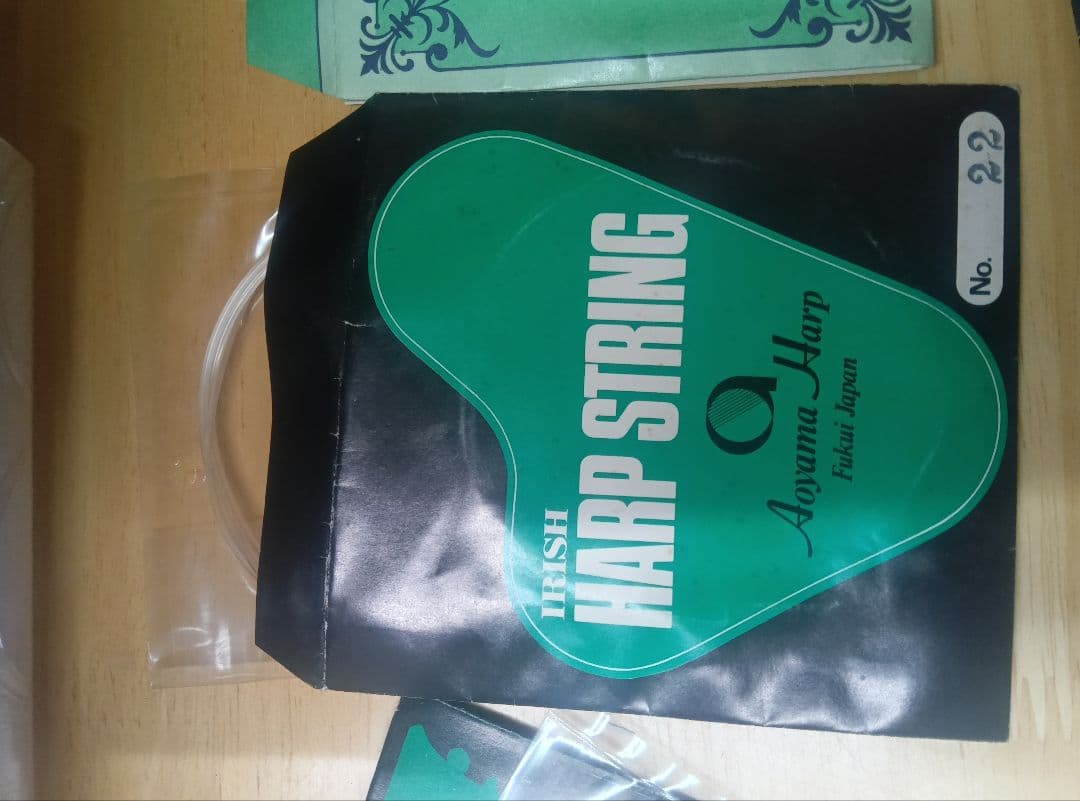 IRISH
HARP STRING
Aoyama Harp
Fukui Japan
No. 22